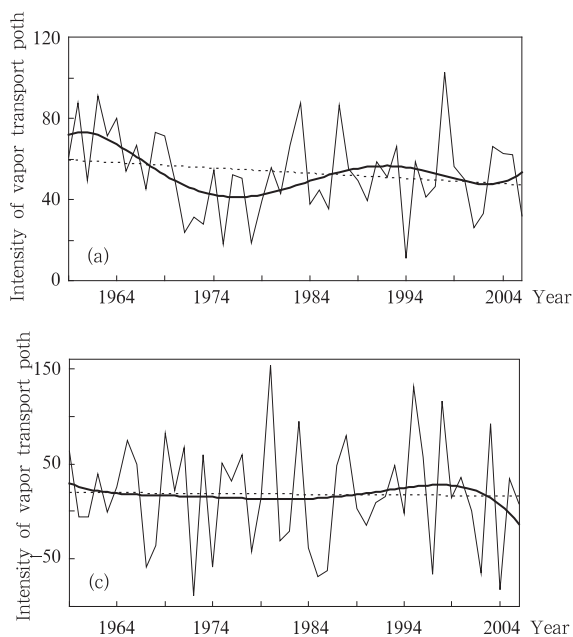 Intensity of vapor transport poth
120
80
40
0
(a)
1964 1974 1984 1994 2004 Year
Intensity of vapor transport poth
150
50
-50
(c)
1964 1974 1984 1994 2004 Year